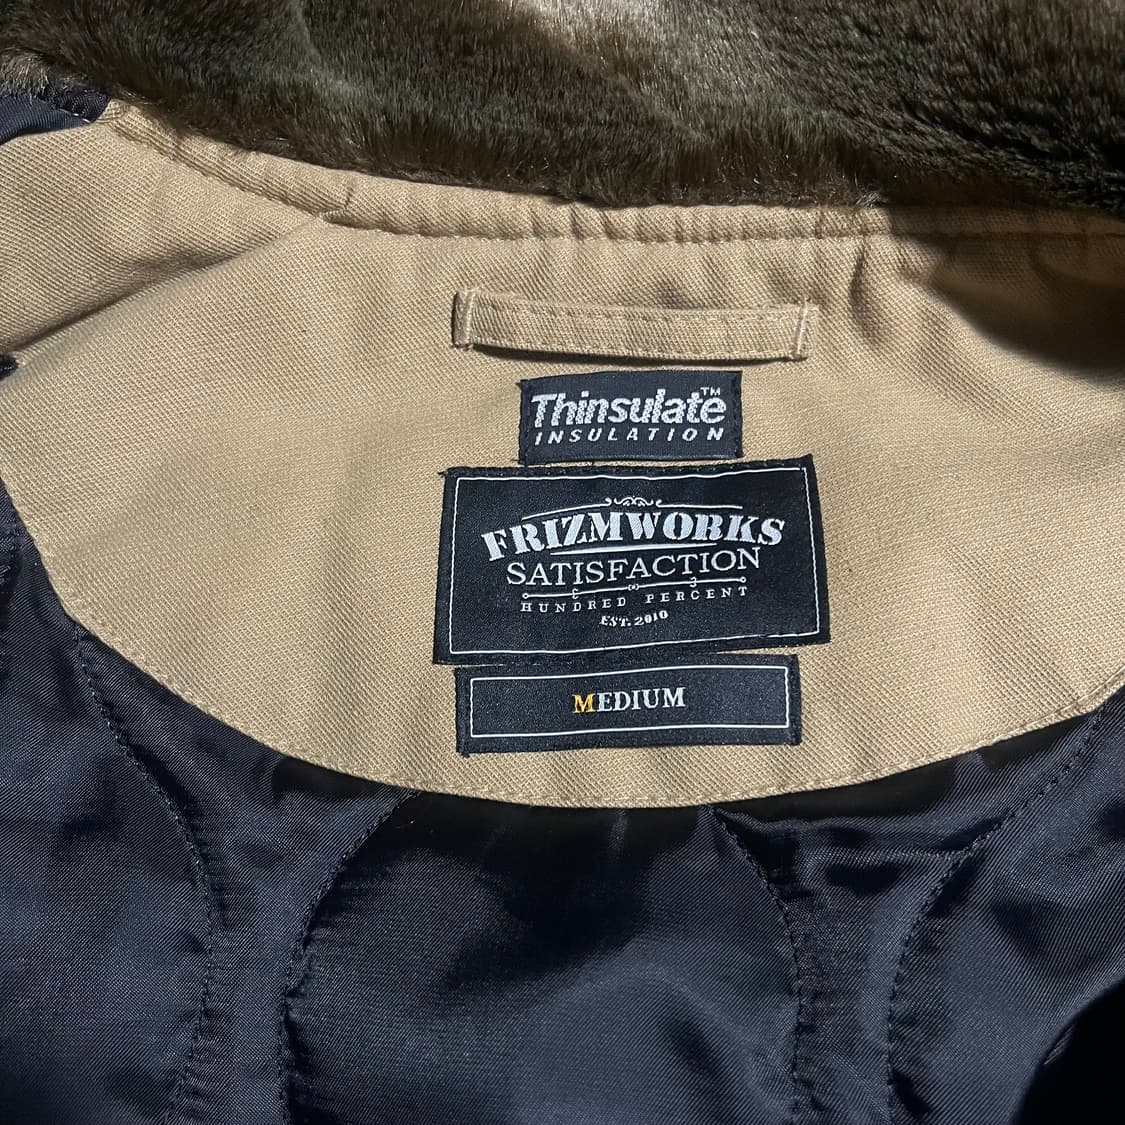 Thinsulate™
INSULATION
FRIZMWORKS
SATISFACTION
HUNDRED PERCENT
EST. 2010
MEDIUM